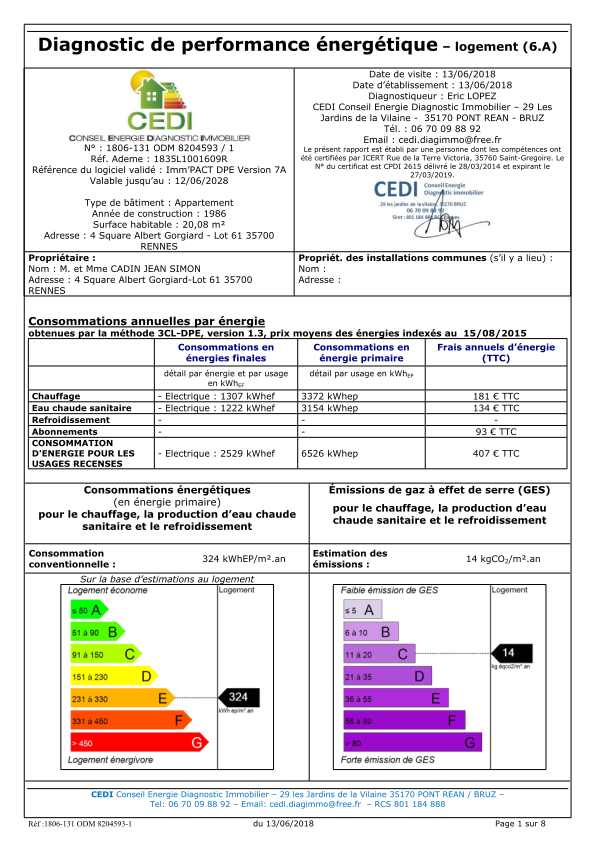 Diagnostic de performance énergétique – logement (6.A)
CEDI
CONSEIL ENERGIE DIAGNOSTIC IMMOBILIER
N° : 1806-131 ODM 8204593 / 1
Réf. Ademe : 1835L1001609R
Référence du logiciel validé : Imm'PACT DPE Version 7A
Valable jusqu'au : 12/06/2028
Type de bâtiment : Appartement
Année de construction : 1986
Surface habitable : 20,08 m²
Adresse : 4 Square Albert Gorgiard - Lot 61 35700
RENNES
Date de visite : 13/06/2018
Date d'établissement : 13/06/2018
Diagnostiqueur : Eric LOPEZ
CEDI Conseil Energie Diagnostic Immobilier – 29 Les
Jardins de la Vilaine - 35170 PONT REAN - BRUZ
Tél. : 06 70 09 88 92
Email : cedi.diagimmo@free.fr
Le présent rapport est établi par une personne dont les compétences ont
été certifiées par ICERT Rue de la Terre Victoria, 35760 Saint-Gregoire. Le
N° du certificat est CPDI 2615 délivré le 28/03/2014 et expirant le
27/03/2019.
CEDI Conseil Energie
Diagnostic immobilier
29 les jardins de la vilaine 35170 BRUZ
06 70 09 88 92
Propriétaire :
Nom : M. et Mme CADIN JEAN SIMON
Adresse : 4 Square Albert Gorgiard-Lot 61 35700
RENNES
Propriét. des installations communes (s'il y a lieu) :
Nom :
Adresse :
Consommations annuelles par énergie
obtenues par la méthode 3CL-DPE, version 1.3, prix moyens des énergies indexés au 15/08/2015
Consommations en énergies finales
Consommations en énergie primaire
Frais annuels d'énergie (TTC)
détail par énergie et par usage en kWhEF
détail par usage en kWhEP
Chauffage - Electrique : 1307 kWhef 3372 kWhep 181 € TTC
Eau chaude sanitaire - Electrique : 1222 kWhef 3154 kWhep 134 € TTC
Refroidissement - - -
Abonnements - - 93 € TTC
CONSOMMATION
D'ENERGIE POUR LES
USAGES RECENSES
- Electrique : 2529 kWhef 6526 kWhep 407 € TTC
Consommations énergétiques
(en énergie primaire)
pour le chauffage, la production d'eau chaude
sanitaire et le refroidissement
Émissions de gaz à effet de serre (GES)
pour le chauffage, la production d'eau
chaude sanitaire et le refroidissement
Consommation
conventionnelle :
324 kWhEP/m².an
Estimation des
émissions :
14 kgCO2/m².an
Sur la base d'estimations au logement
Logement économe
Logement
≤ 50 A
51 à 90 B
91 à 150 C
151 à 230 D
231 à 330 E
331 à 450 F
> 450 G
324
kWh ep/m².an
Logement énergivore
Faible émission de GES
Logement
≤ 5 A
6 à 10 B
11 à 20 C
21 à 35 D
36 à 55 E
56 à 80 F
> 80 G
14
kg éqco2/m².an
Forte émission de GES
CEDI Conseil Energie Diagnostic Immobilier – 29 les Jardins de la Vilaine 35170 PONT REAN / BRUZ –
Tel: 06 70 09 88 92 – Email: cedi.diagimmo@free.fr – RCS 801 184 888
Réf :1806-131 ODM 8204593-1
du 13/06/2018
Page 1 sur 8